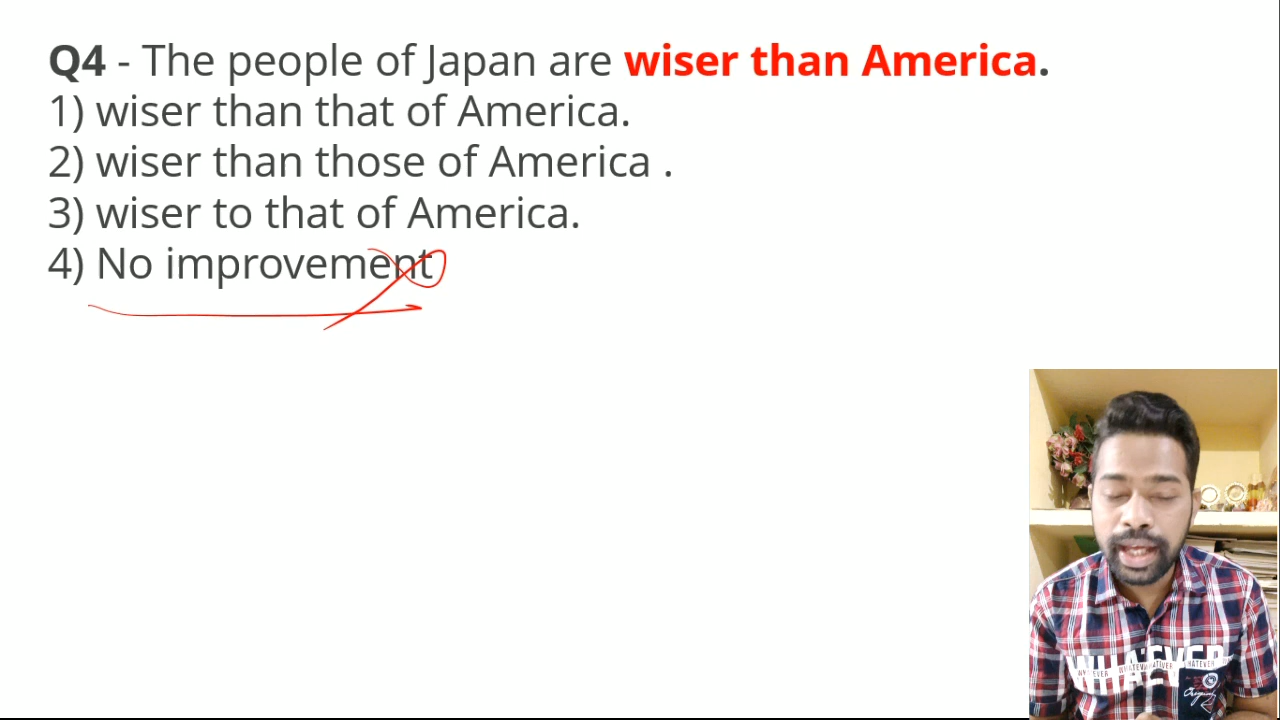 Q4 - The people of Japan are wiser than America.
1) wiser than that of America.
2) wiser than those of America .
3) wiser to that of America.
4) No improvement
WHATEVER